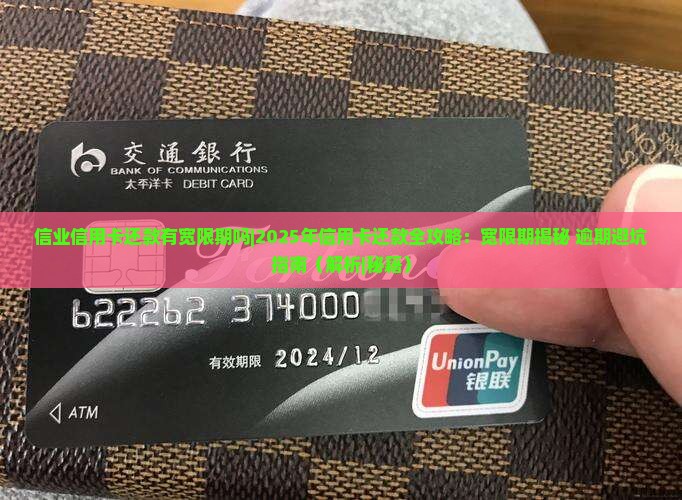 交通銀行
BANK OF COMMUNICATIONS
太平洋卡 DEBIT CARD
信业信用卡还款有宽限期吗|2025年信用卡还款全攻略：宽限期揭秘 逾期避坑
指南（解析
622262 374000
有效期限 2024/12
UnionPay
银联
ATM